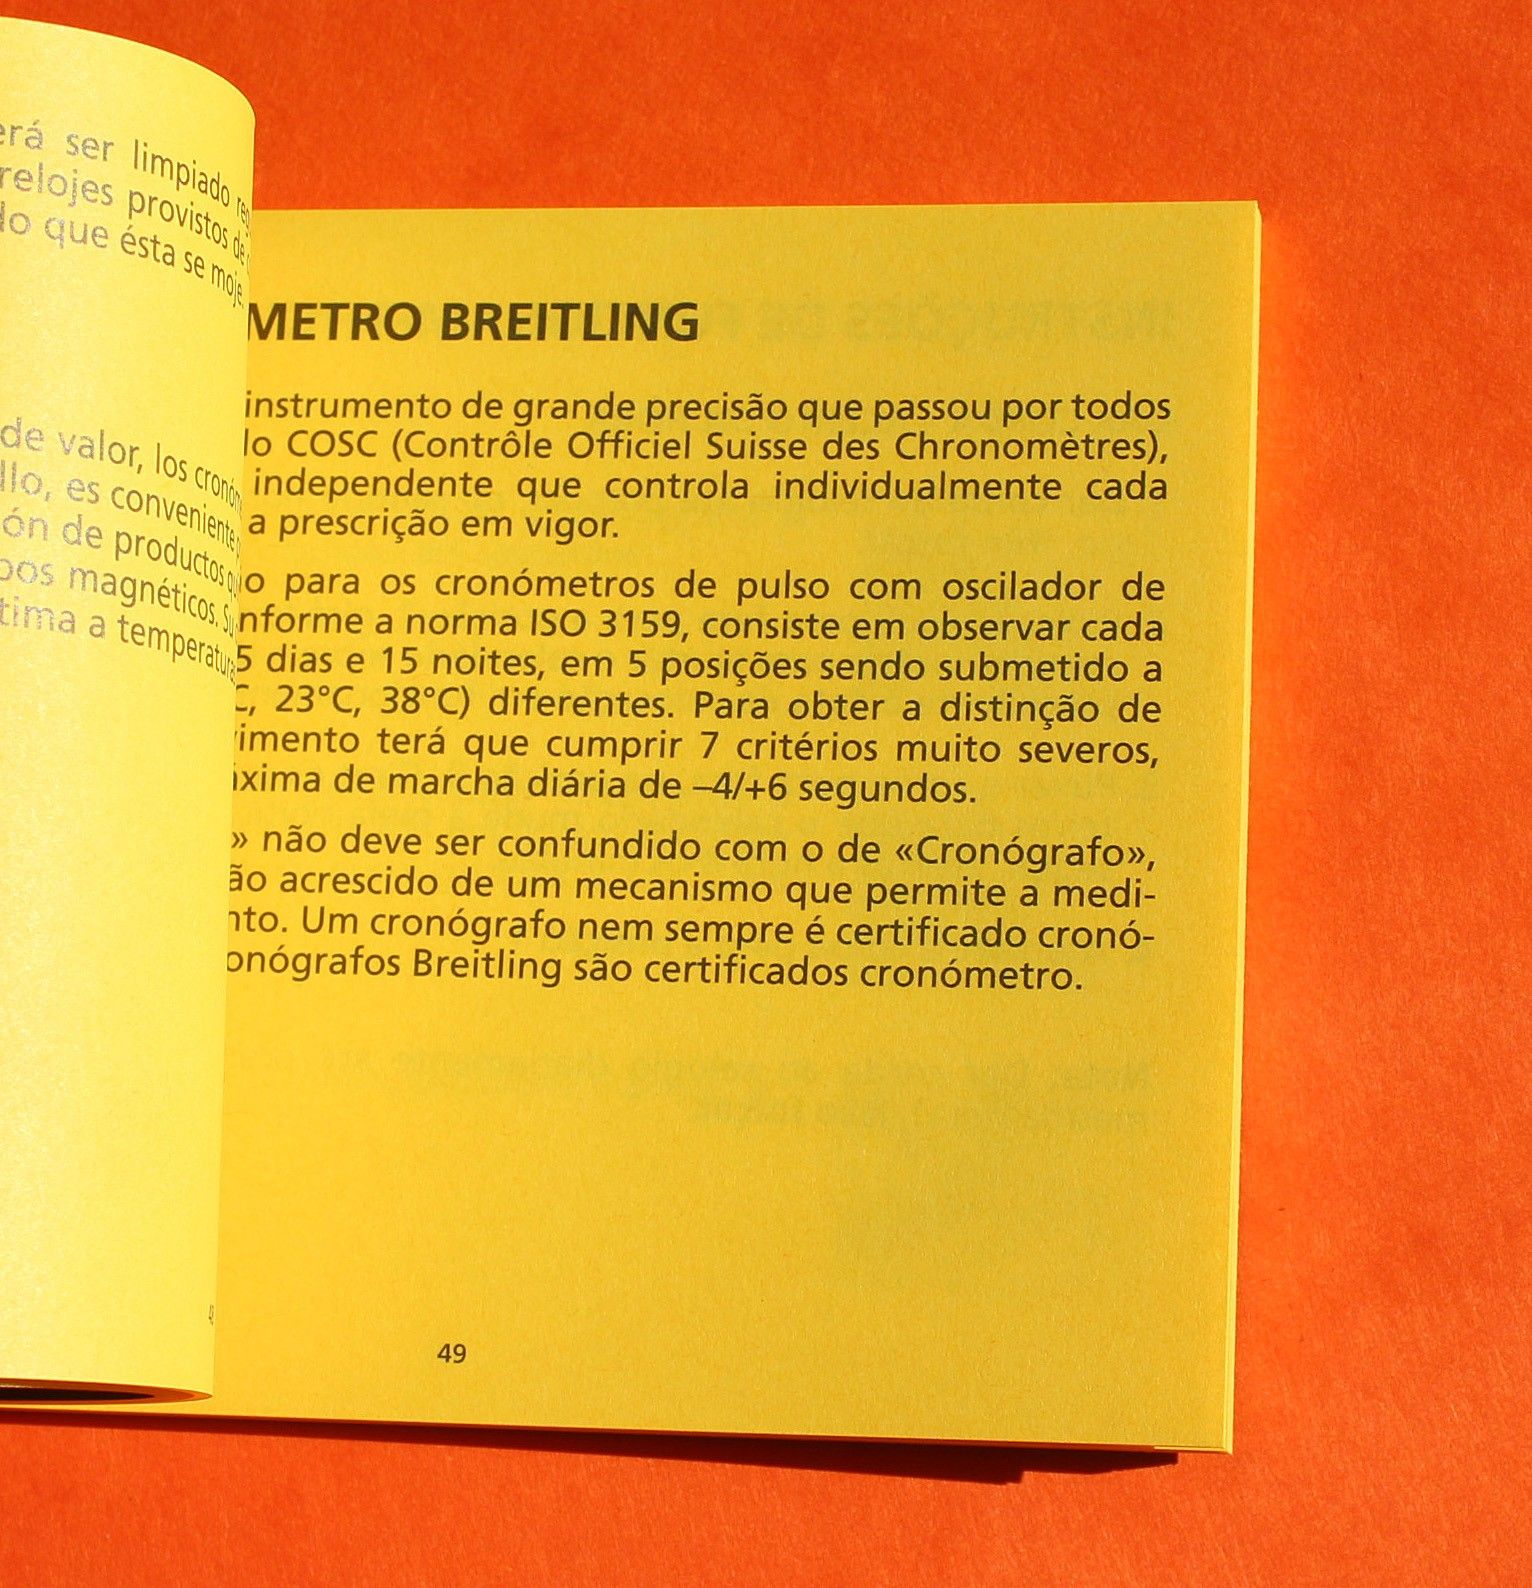 erá ser limpiado reg
relojes provistos de
do que ésta se moje.
de valor, los cronóme
llo, es conveniente
ón de productos qu
pos magnéticos. Su
tima a temperatura
48
METRO BREITLING
instrumento de grande precisão que passou por todos
lo COSC (Contrôle Officiel Suisse des Chronomètres),
independente que controla individualmente cada
a prescrição em vigor.
o para os cronómetros de pulso com oscilador de
nforme a norma ISO 3159, consiste em observar cada
5 dias e 15 noites, em 5 posições sendo submetido a
C, 23°C, 38°C) diferentes. Para obter a distinção de
vimento terá que cumprir 7 critérios muito severos,
áxima de marcha diária de –4/+6 segundos.
» não deve ser confundido com o de «Cronógrafo»,
ão acrescido de um mecanismo que permite a medi-
nto. Um cronógrafo nem sempre é certificado cronó-
onógrafos Breitling são certificados cronómetro.
49